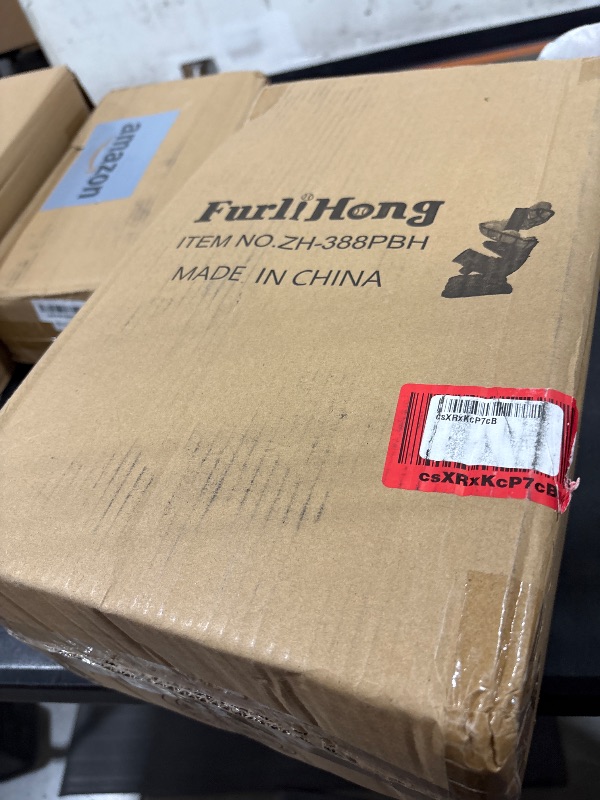 amazon
FurliHong
ITEM NO.ZH-388PBH
MADE IN CHINA
csXRxKcP7cB
csXRxKcP7cB